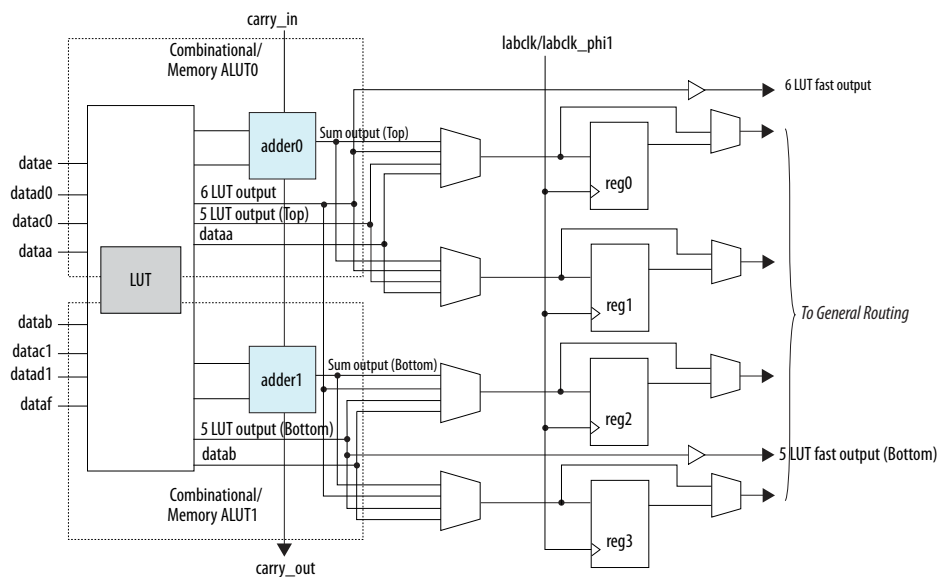 carry_in
Combinational/
Memory ALUT0
labclk/labclk_phi1
6 LUT fast output
adder0
Sum output (Top)
datae
datad0
datac0
dataa
6 LUT output
5 LUT output (Top)
dataa
reg0
LUT
reg1
To General Routing
datab
datac1
datad1
dataf
adder1
Sum output (Bottom)
reg2
5 LUT output (Bottom)
datab
5 LUT fast output (Bottom)
Combinational/
Memory ALUT1
reg3
carry_out